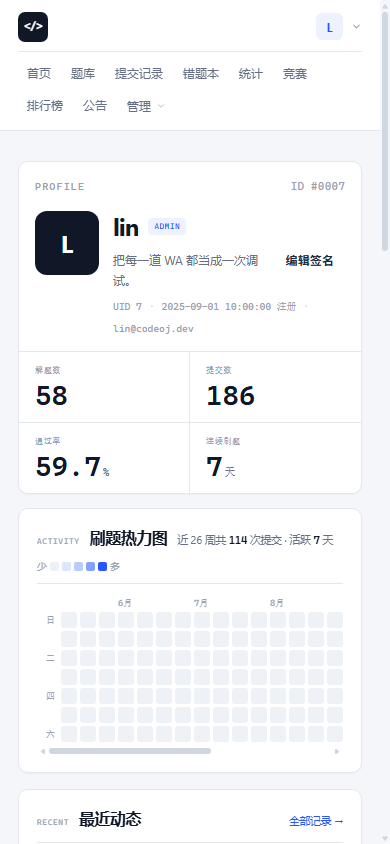 </>
L
首页 题库 提交记录 错题本 统计 竞赛
排行榜 公告 管理
PROFILE ID #0007
L
lin ADMIN
把每一道 WA 都当成一次调试。 编辑签名
UID 7 · 2025-09-01 10:00:00 注册 ·
lin@codeoj.dev
解题数 提交数
58 186
通过率 连续刷题
59.7% 7天
ACTIVITY 刷题热力图 近 26 周共 114 次提交 · 活跃 7 天
少 多
6月 7月 8月
日
二
四
六
RECENT 最近动态 全部记录 →